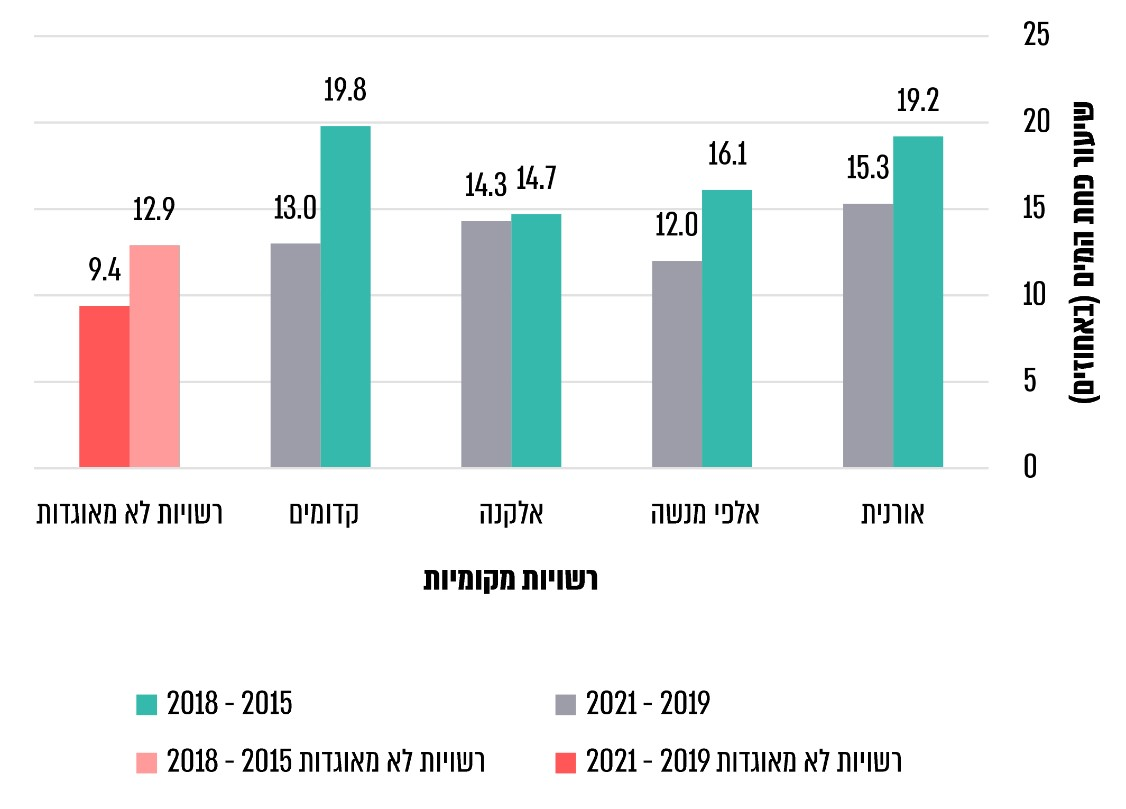 25
20
15
10
5
0
שיעור פחת המים (באחוזים)
19.2
15.3
16.1
12.0
14.7
14.3
19.8
13.0
12.9
9.4
אורנית
אלפי מנשה
אלקנה
קדומים
רשויות לא מאוגדות
רשויות מקומיות
2018 - 2015
2021 - 2019
רשויות לא מאוגדות 2015 - 2018
רשויות לא מאוגדות 2019 - 2021